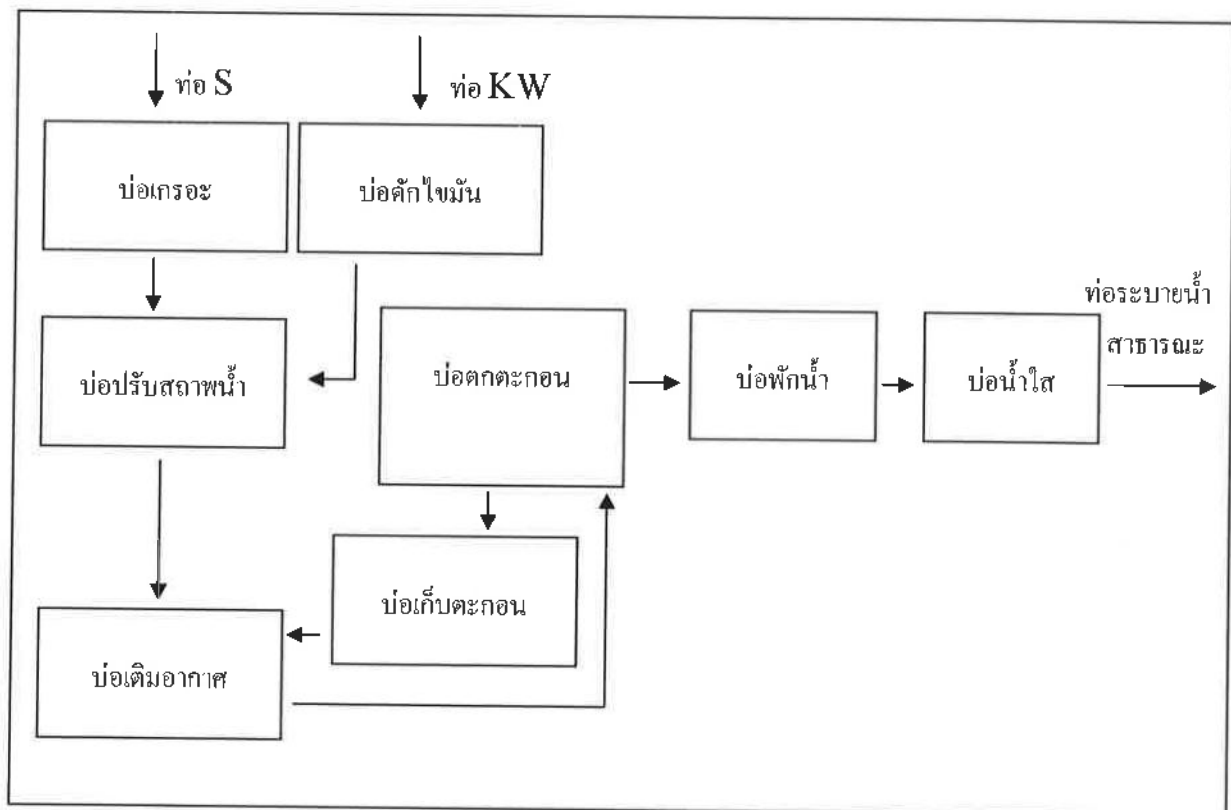 ท่อ S
ท่อ KW
บ่อเกรอะ
บ่อดักไขมัน
บ่อปรับสถาพน้ำ
บ่อตกตะกอน
บ่อพักน้ำ
บ่อน้ำใส
ท่อระบายน้ำ
สาธารณะ
บ่อเก็บตะกอน
บ่อเติมอากาศ